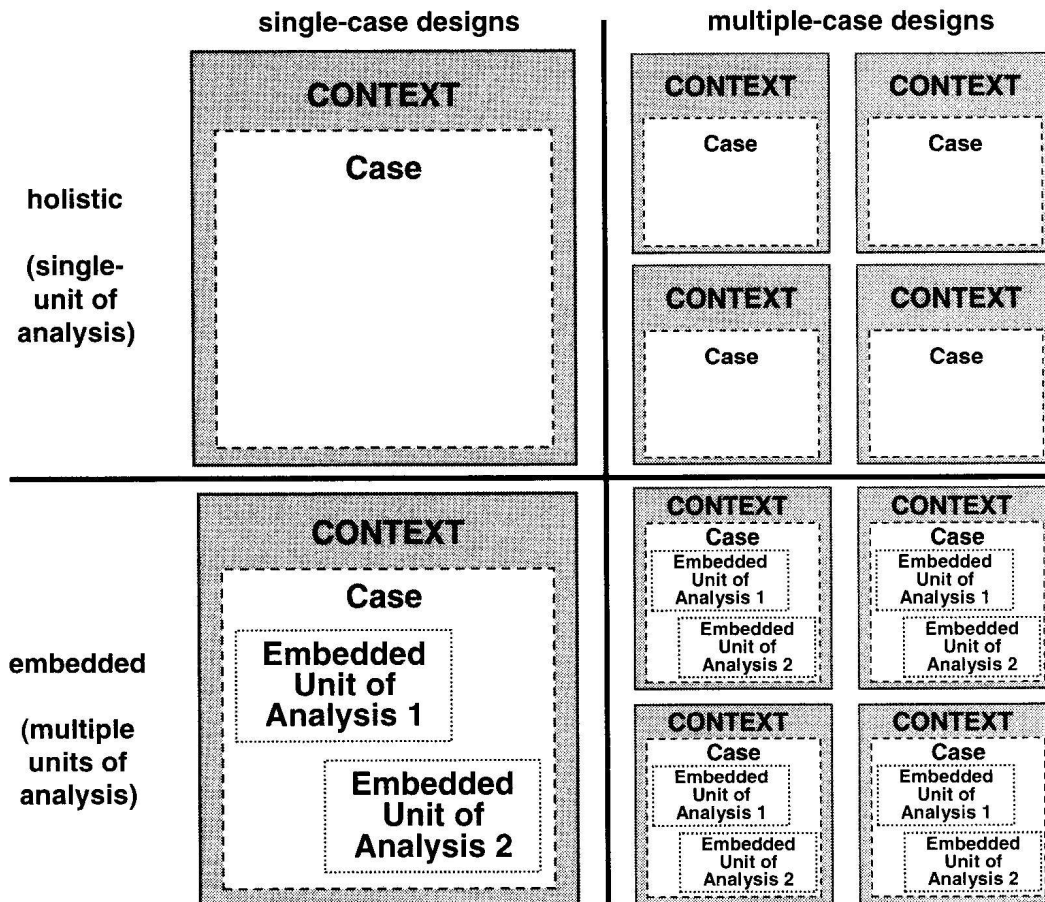 single-case designs
multiple-case designs
holistic
(single-
unit of
analysis)
CONTEXT
Case
CONTEXT
Case
CONTEXT
Case
CONTEXT
Case
CONTEXT
Case
embedded
(multiple
units of
analysis)
CONTEXT
Case
Embedded
Unit of
Analysis 1
Embedded
Unit of
Analysis 2
CONTEXT
Case
Embedded
Unit of
Analysis 1
Embedded
Unit of
Analysis 2
CONTEXT
Case
Embedded
Unit of
Analysis 1
Embedded
Unit of
Analysis 2
CONTEXT
Case
Embedded
Unit of
Analysis 1
Embedded
Unit of
Analysis 2
CONTEXT
Case
Embedded
Unit of
Analysis 1
Embedded
Unit of
Analysis 2